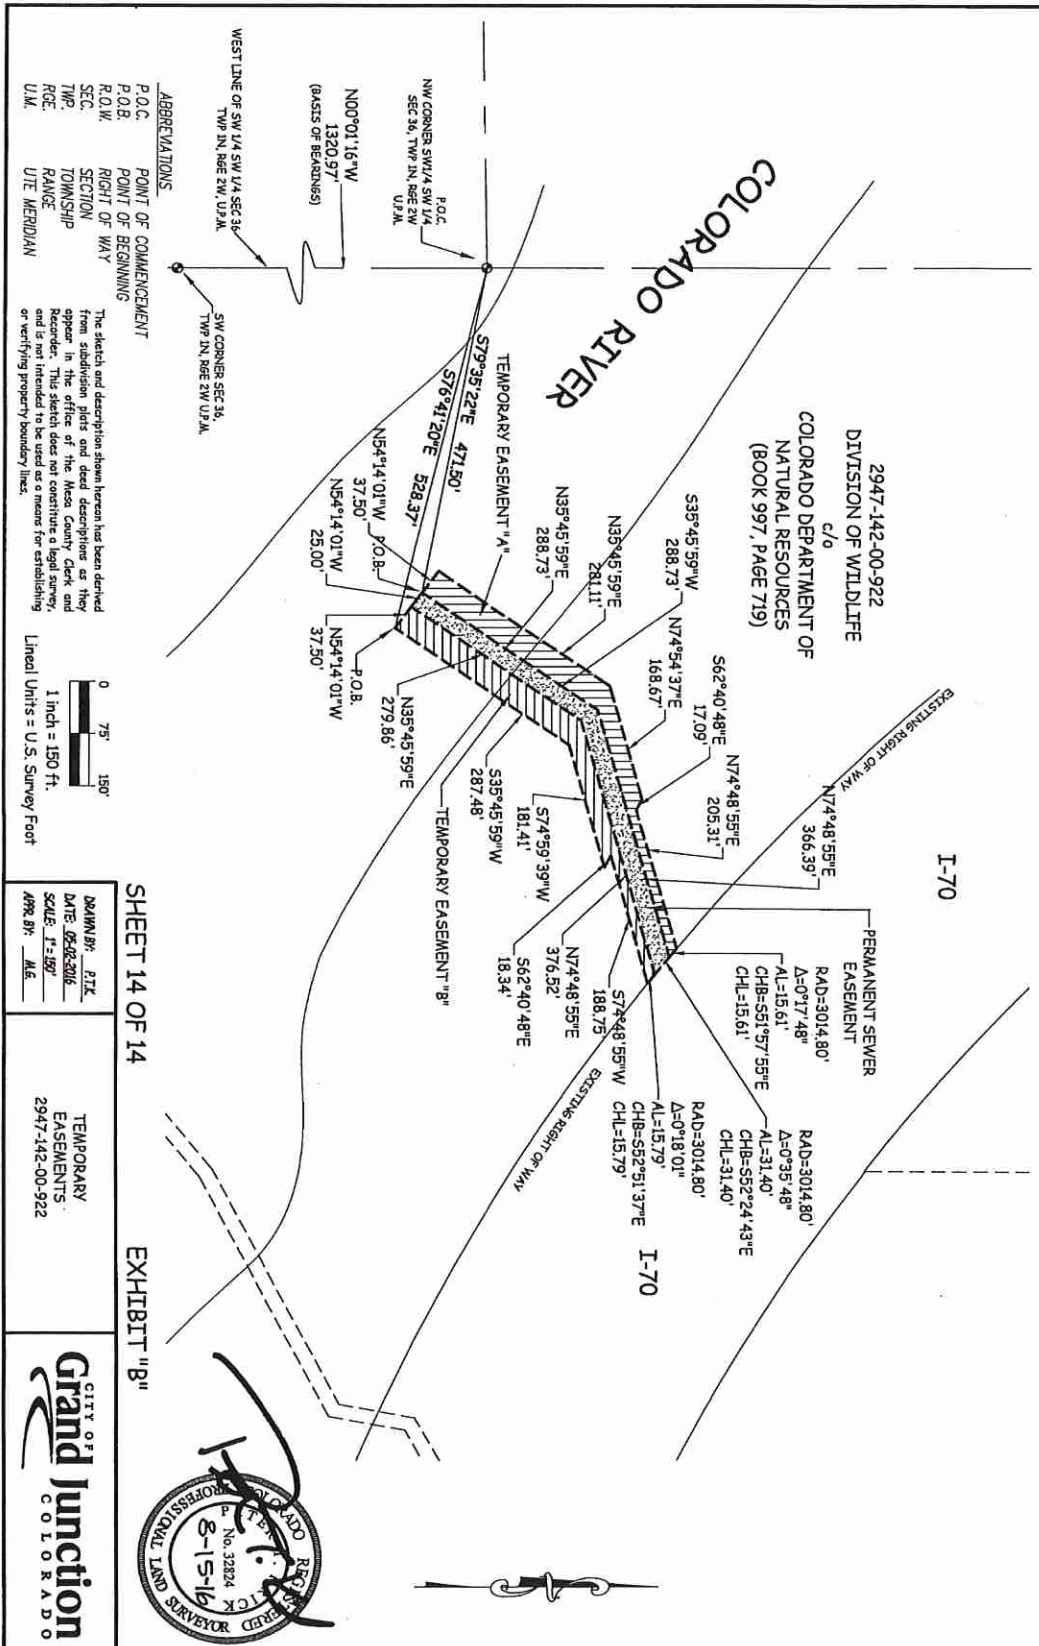 2947-142-00-922
DIVISION OF WILDLIFE
c/o
COLORADO DEPARTMENT OF
NATURAL RESOURCES
(BOOK 997, PAGE 719)
I-70
COLORADO RIVER
EXISTING RIGHT OF WAY
PERMANENT SEWER
EASEMENT
RAD=3014.80'
Δ=0°17'48"
AL=15.61'
CHB=S51°57'55"E
CHL=15.61'
RAD=3014.80'
Δ=0°35'48"
AL=31.40'
CHB=S52°24'43"E
CHL=31.40'
RAD=3014.80'
Δ=0°18'01"
AL=15.79'
CHB=S52°51'37"E
CHL=15.79'
I-70
EXISTING RIGHT OF WAY
N74°48'55"E
366.39'
N74°48'55"E
205.31'
S62°40'48"E
17.09'
N74°54'37"E
168.67'
S35°45'59"W
288.73'
N35°45'59"E
281.11'
N35°45'59"E
288.73'
TEMPORARY EASEMENT "A"
S79°35'22"E 471.50'
S76°41'20"E 528.37'
N54°14'01"W
37.50'
P.O.B.
N54°14'01"W
25.00'
N54°14'01"W
37.50'
P.O.B.
N35°45'59"E
279.86'
S35°45'59"W
287.48'
TEMPORARY EASEMENT "B"
S74°59'39"W
181.41'
S62°40'48"E
18.34'
N74°48'55"E
376.52'
S74°48'55"W
188.75'
P.O.C.
NW CORNER SW1/4 SW 1/4
SEC 36, TWP 1N, RGE 2W
U.P.M.
N00°01'16"W
1320.97'
(BASIS OF BEARINGS)
WEST LINE OF SW 1/4 SW 1/4 SEC 36
TWP 1N, RGE 2W, U.P.M.
SW CORNER SEC 36,
TWP 1N, RGE 2W U.P.M.
ABBREVIATIONS
P.O.C. POINT OF COMMENCEMENT
P.O.B. POINT OF BEGINNING
R.O.W. RIGHT OF WAY
SEC. SECTION
TWP. TOWNSHIP
RGE. RANGE
U.M. UTE MERIDIAN
The sketch and description shown hereon has been derived
from subdivision plats and deed descriptions as they
appear in the office of the Mesa County Clerk and
Recorder. This sketch does not constitute a legal survey,
and is not intended to be used as a means for establishing
or verifying property boundary lines.
0 75' 150'
1 inch = 150 ft.
Lineal Units = U.S. Survey Foot
SHEET 14 OF 14
EXHIBIT "B"
DRAWN BY: P.T.K.
DATE: 05-02-2016
SCALE: 1" = 150'
APPR. BY: M.G.
TEMPORARY
EASEMENTS
2947-142-00-922
CITY OF
Grand Junction
COLORADO
COLORADO REGISTERED
PROFESSIONAL LAND SURVEYOR
No. 32824
8-15-16